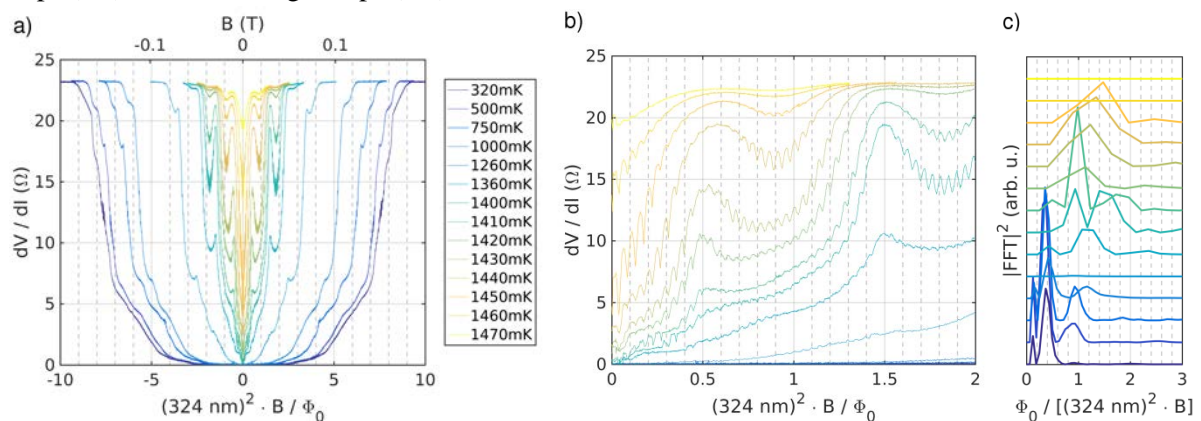 a)
B (T)
-0.1 0 0.1
25
20
15
10
5
0
dV / dI (Ω)
-10 -5 0 5 10
(324 nm)² · B / Φ₀
320mK
500mK
750mK
1000mK
1260mK
1360mK
1400mK
1410mK
1420mK
1430mK
1440mK
1450mK
1460mK
1470mK
b)
25
20
15
10
5
0
dV / dI (Ω)
0 0.5 1 1.5 2
(324 nm)² · B / Φ₀
c)
|FFT|² (arb. u.)
0 1 2 3
Φ₀ / [(324 nm)² · B]